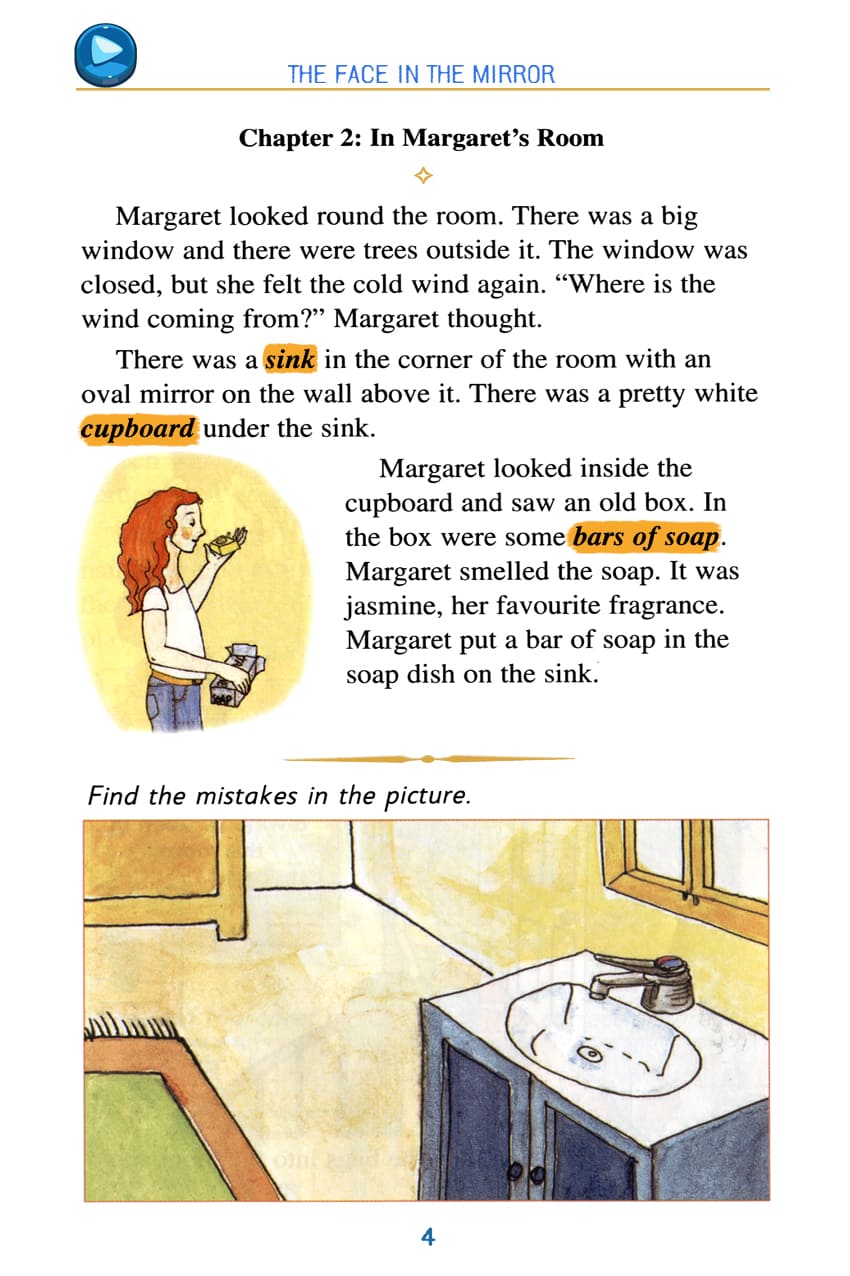 THE FACE IN THE MIRROR
Chapter 2: In Margaret's Room
Margaret looked round the room. There was a big
window and there were trees outside it. The window was
closed, but she felt the cold wind again. “Where is the
wind coming from?” Margaret thought.
There was a sink in the corner of the room with an
oval mirror on the wall above it. There was a pretty white
cupboard under the sink.
Margaret looked inside the
cupboard and saw an old box. In
the box were some bars of soap.
Margaret smelled the soap. It was
jasmine, her favourite fragrance.
Margaret put a bar of soap in the
soap dish on the sink.
SOAP
Find the mistakes in the picture.
4